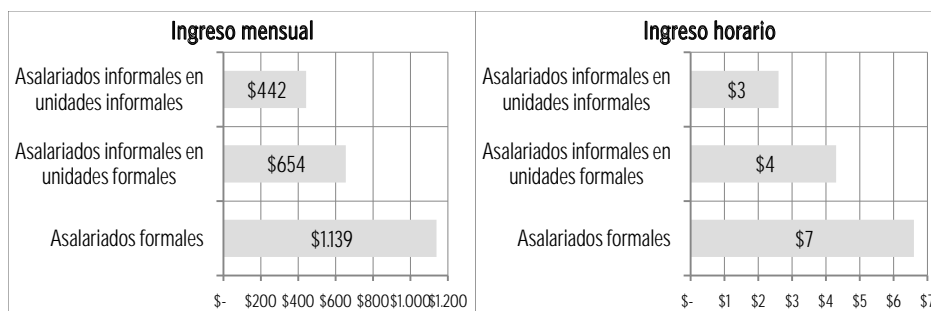 Ingreso mensual
Asalariados informales en
unidades informales
$442
Asalariados informales en
unidades formales
$654
Asalariados formales
$1.139
$- $200 $400 $600 $800 $1.000 $1.200
Ingreso horario
Asalariados informales en
unidades informales
$3
Asalariados informales en
unidades formales
$4
Asalariados formales
$7
$- $1 $2 $3 $4 $5 $6 $7